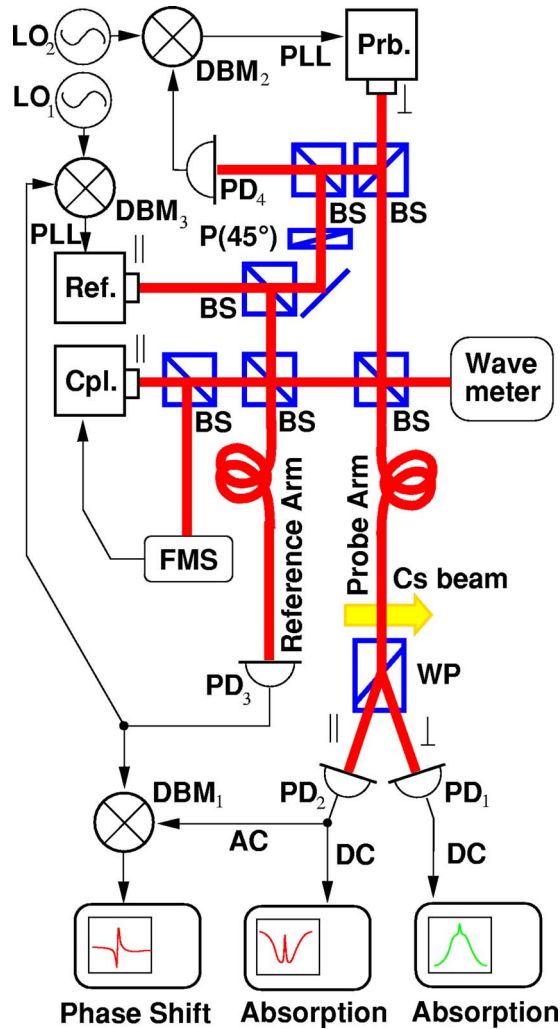 LO₂
DBM₂
PLL
Prb.
⊥
LO₁
DBM₃
PD₄
BS
BS
PLL
P(45°)
||
Ref.
BS
||
Cpl.
BS
BS
BS
Wave
meter
FMS
Reference Arm
Probe Arm
Cs beam
WP
PD₃
||
⊥
PD₂
PD₁
DBM₁
AC
DC
DC
Phase Shift
Absorption
Absorption